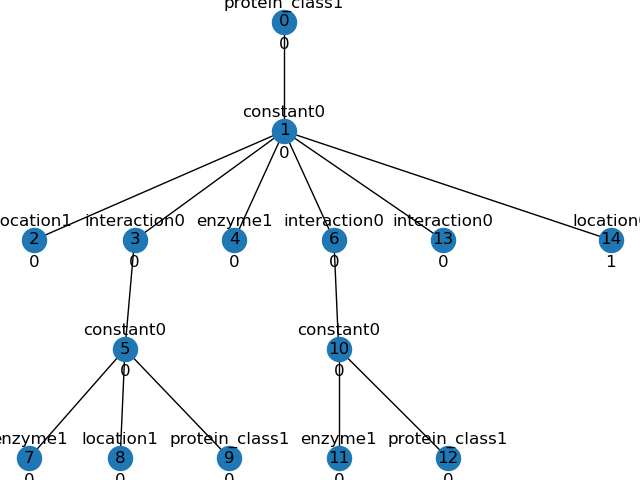 protein_class1
0
0
constant0
1
0
location1 interaction0 enzyme1 interaction0 interaction0 location0
2 3 4 6 13 14
0 0 0 0 0 1
constant0 constant0
5 10
0 0
enzyme1 location1 protein_class1 enzyme1 protein_class1
7 8 9 11 12
0 0 0 0 0